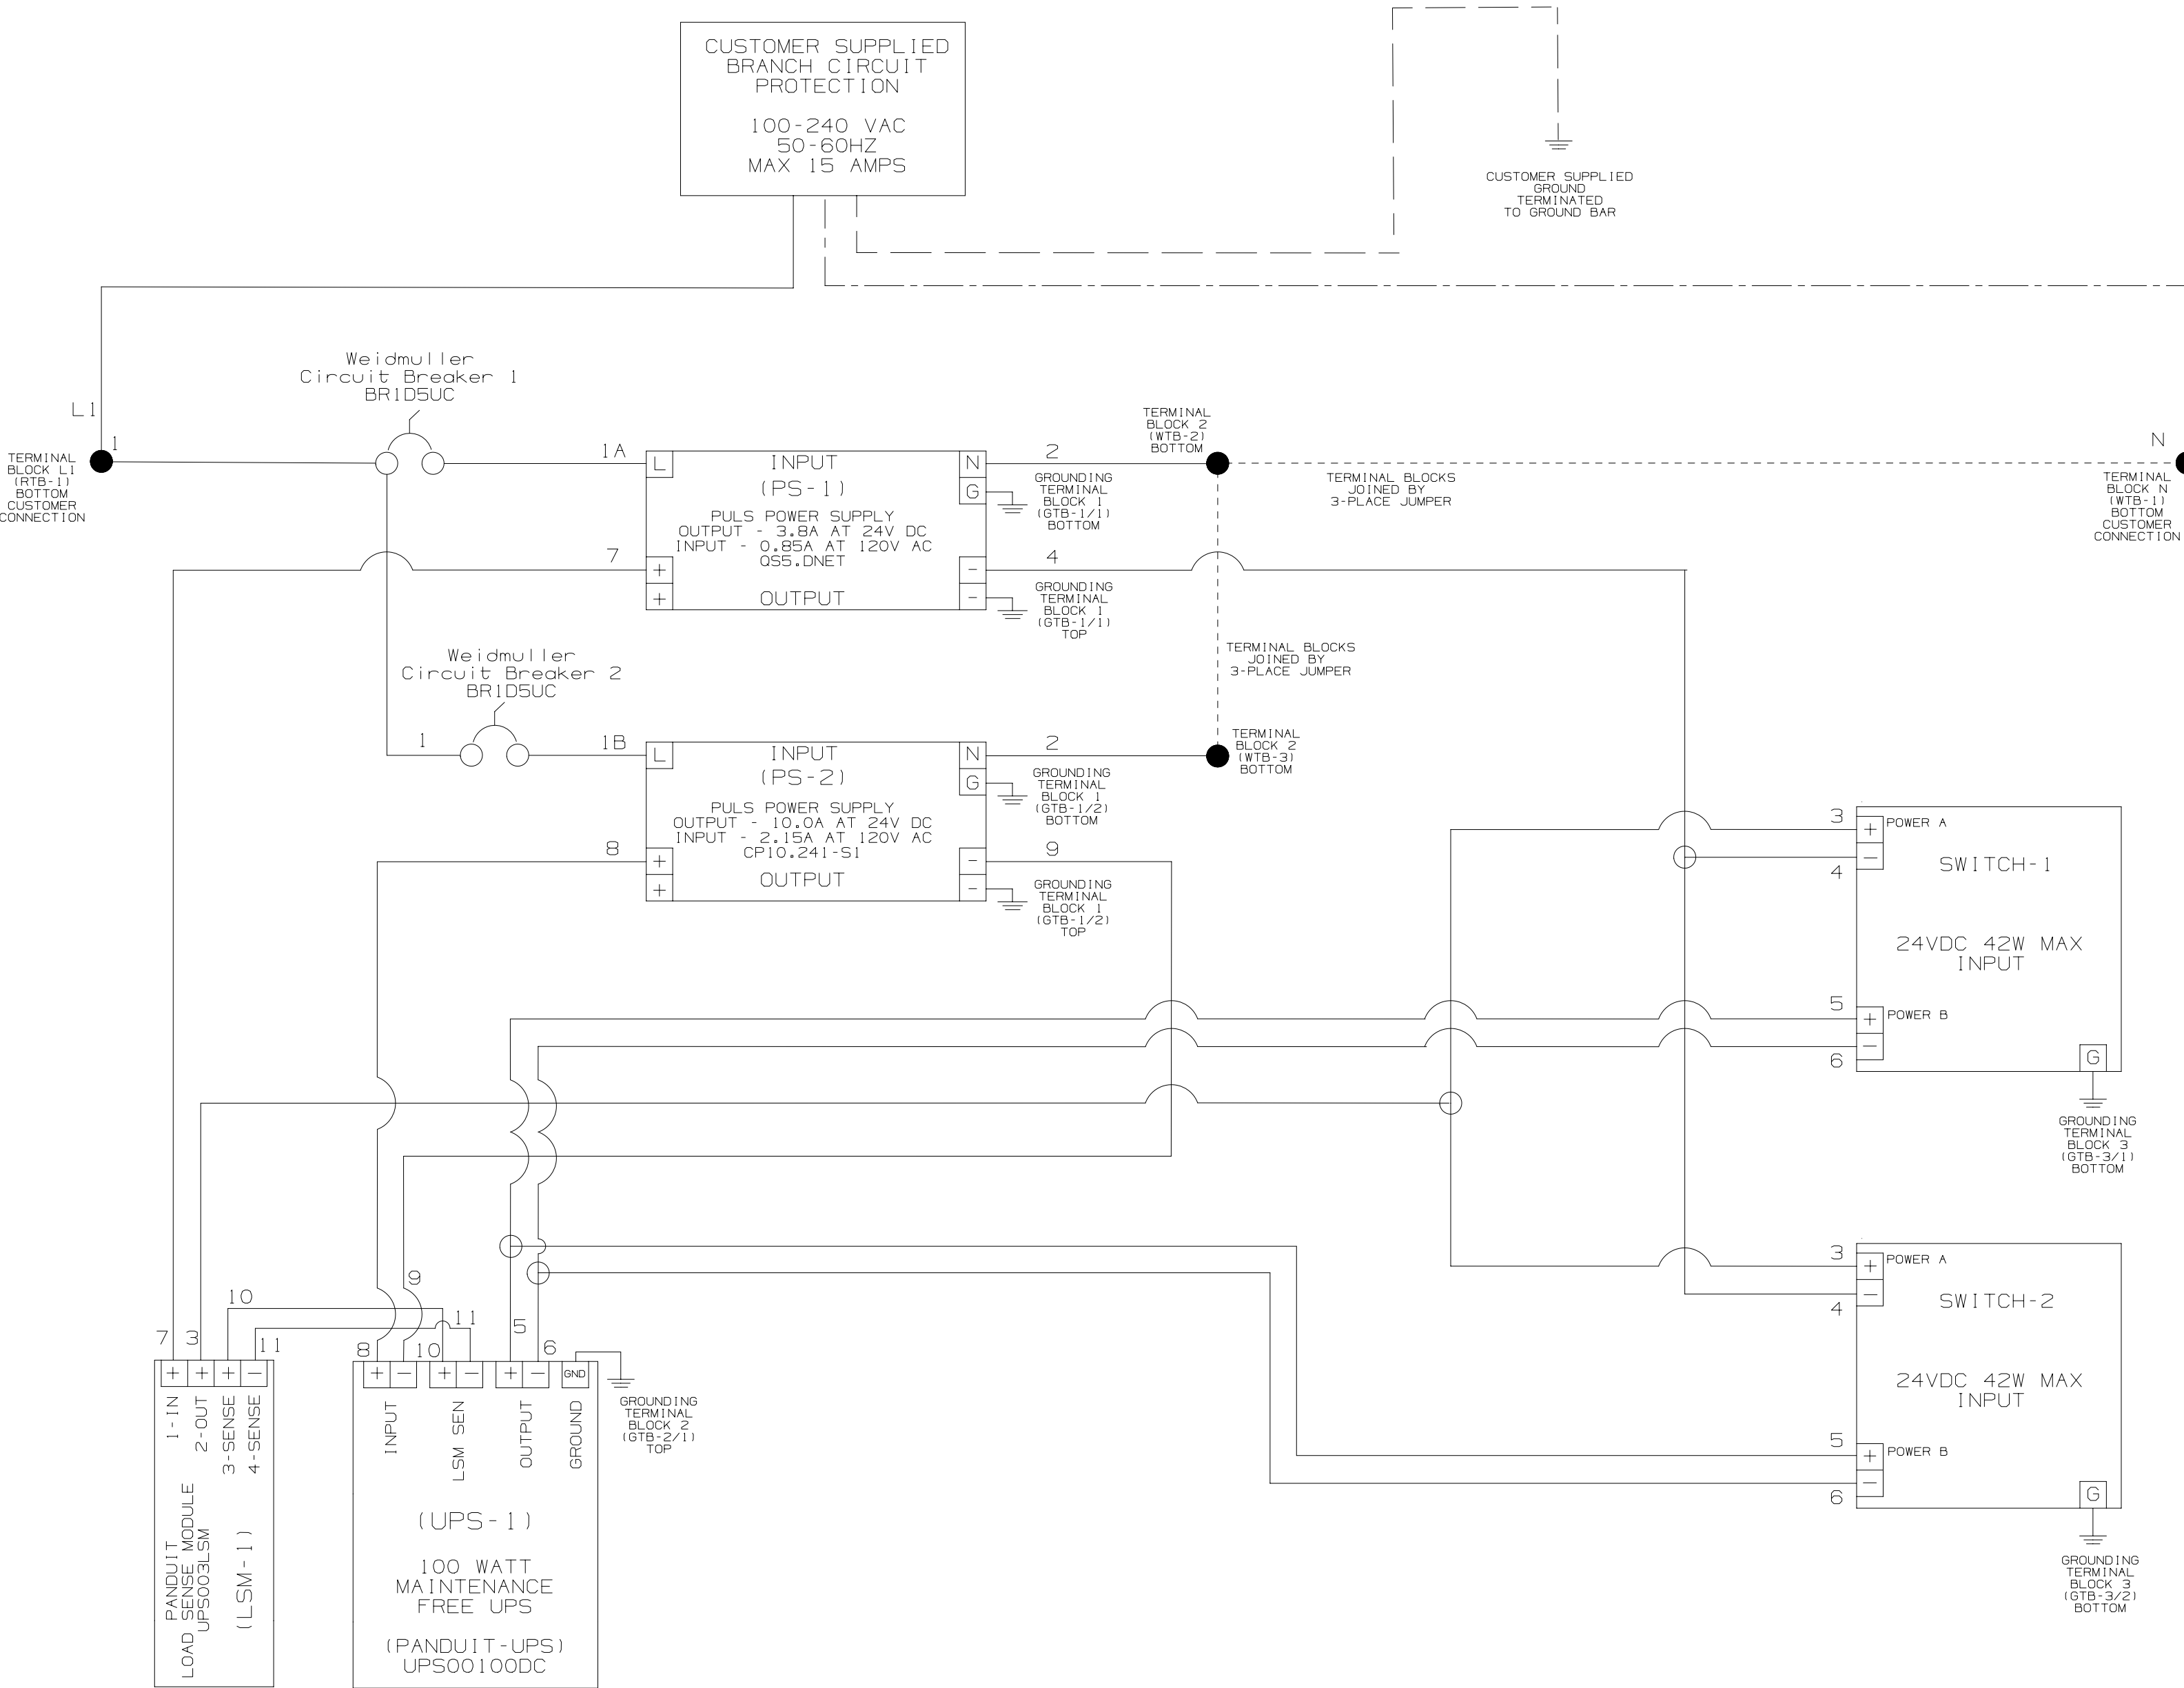 CUSTOMER SUPPLIED
BRANCH CIRCUIT
PROTECTION
100-240 VAC
50-60HZ
MAX 15 AMPS
CUSTOMER SUPPLIED
GROUND
TERMINATED
TO GROUND BAR
Weidmuller
Circuit Breaker 1
BR1D5UC
L1
1
TERMINAL
BLOCK L1
(RTB-1)
BOTTOM
CUSTOMER
CONNECTION
1A
L
INPUT
(PS-1)
PULS POWER SUPPLY
OUTPUT - 3.8A AT 24V DC
INPUT - 0.85A AT 120V AC
QS5.DNET
OUTPUT
N
G
2
GROUNDING
TERMINAL
BLOCK 1
(GTB-1/1)
BOTTOM
7
+
+
-
-
4
GROUNDING
TERMINAL
BLOCK 1
(GTB-1/1)
TOP
TERMINAL
BLOCK 2
(WTB-2)
BOTTOM
TERMINAL BLOCKS
JOINED BY
3-PLACE JUMPER
N
TERMINAL
BLOCK N
(WTB-1)
BOTTOM
CUSTOMER
CONNECTION
TERMINAL BLOCKS
JOINED BY
3-PLACE JUMPER
Weidmuller
Circuit Breaker 2
BR1D5UC
1
1B
L
INPUT
(PS-2)
PULS POWER SUPPLY
OUTPUT - 10.0A AT 24V DC
INPUT - 2.15A AT 120V AC
CP10.241-S1
OUTPUT
N
G
2
GROUNDING
TERMINAL
BLOCK 1
(GTB-1/2)
BOTTOM
TERMINAL
BLOCK 2
(WTB-3)
BOTTOM
8
+
+
-
-
9
GROUNDING
TERMINAL
BLOCK 1
(GTB-1/2)
TOP
3
+
POWER A
-
4
SWITCH-1
24VDC 42W MAX
INPUT
5
+
POWER B
-
6
G
GROUNDING
TERMINAL
BLOCK 3
(GTB-3/1)
BOTTOM
3
+
POWER A
-
4
SWITCH-2
24VDC 42W MAX
INPUT
5
+
POWER B
-
6
G
GROUNDING
TERMINAL
BLOCK 3
(GTB-3/2)
BOTTOM
7
3
10
11
+
+
+
-
1-IN
2-OUT
3-SENSE
4-SENSE
PANDUIT
LOAD SENSE MODULE
UPS003LSM
(LSM-1)
8
9
10
11
5
6
+
-
+
-
+
-
GND
INPUT
LSM SEN
OUTPUT
GROUND
GROUNDING
TERMINAL
BLOCK 2
(GTB-2/1)
TOP
(UPS-1)
100 WATT
MAINTENANCE
FREE UPS
(PANDUIT-UPS)
UPS00100DC